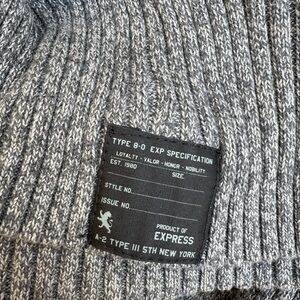 TYPE 8-0 EXP SPECIFICATION
LOYALTY - VALOR - HONOR - NOBILITY
EST. 1980
SIZE
STYLE NO.
ISSUE NO.
PRODUCT OF
EXPRESS
A-2 TYPE III 5TH NEW YORK